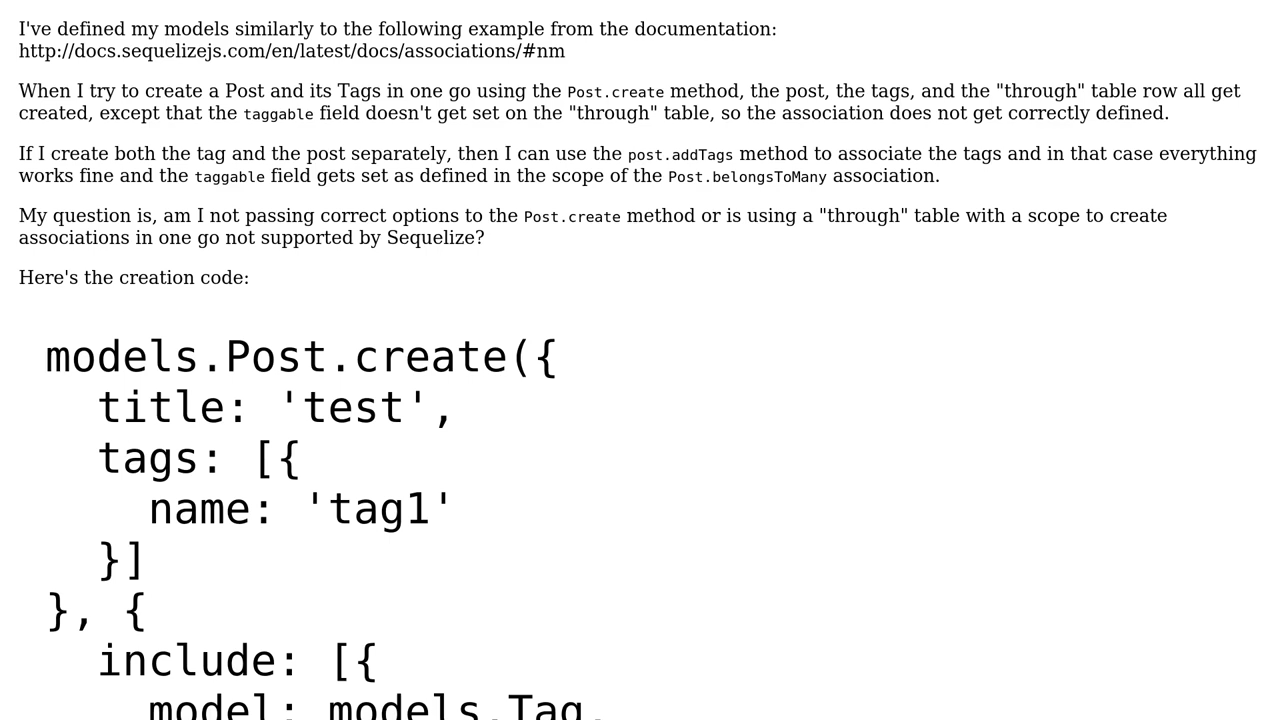 I've defined my models similarly to the following example from the documentation:
http://docs.sequelizejs.com/en/latest/docs/associations/#nm
When I try to create a Post and its Tags in one go using the Post.create method, the post, the tags, and the "through" table row all get
created, except that the taggable field doesn't get set on the "through" table, so the association does not get correctly defined.
If I create both the tag and the post separately, then I can use the post.addTags method to associate the tags and in that case everything
works fine and the taggable field gets set as defined in the scope of the Post.belongsToMany association.
My question is, am I not passing correct options to the Post.create method or is using a "through" table with a scope to create
associations in one go not supported by Sequelize?
Here's the creation code:
models.Post.create({
  title: 'test',
  tags: [{
    name: 'tag1'
  }]
}, {
  include: [{
    model: models.Tag,